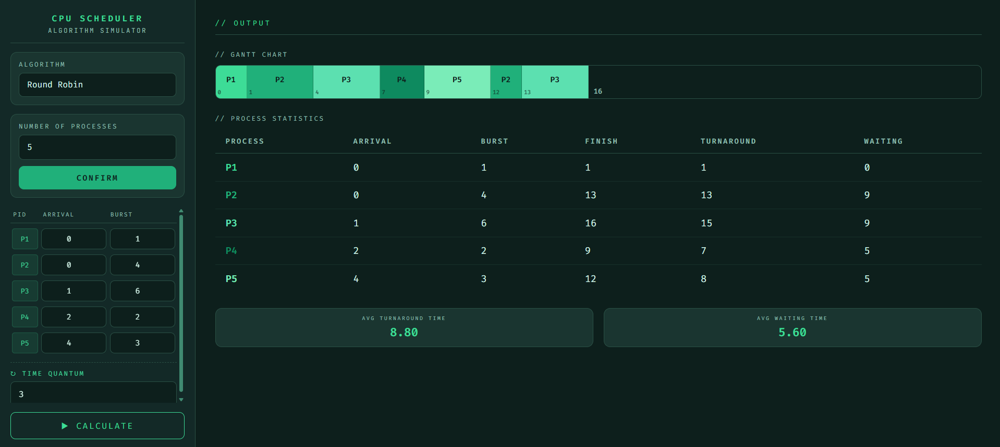 CPU SCHEDULER
ALGORITHM SIMULATOR
ALGORITHM
Round Robin
NUMBER OF PROCESSES
5
CONFIRM
PID ARRIVAL BURST
P1 0 1
P2 0 4
P3 1 6
P4 2 2
P5 4 3
↻ TIME QUANTUM
3
▶ CALCULATE
// OUTPUT
// GANTT CHART
P1 P2 P3 P4 P5 P2 P3
0 1 4 7 9 12 13 16
// PROCESS STATISTICS
PROCESS ARRIVAL BURST FINISH TURNAROUND WAITING
P1 0 1 1 1 0
P2 0 4 13 13 9
P3 1 6 16 15 9
P4 2 2 9 7 5
P5 4 3 12 8 5
AVG TURNAROUND TIME
8.80
AVG WAITING TIME
5.60